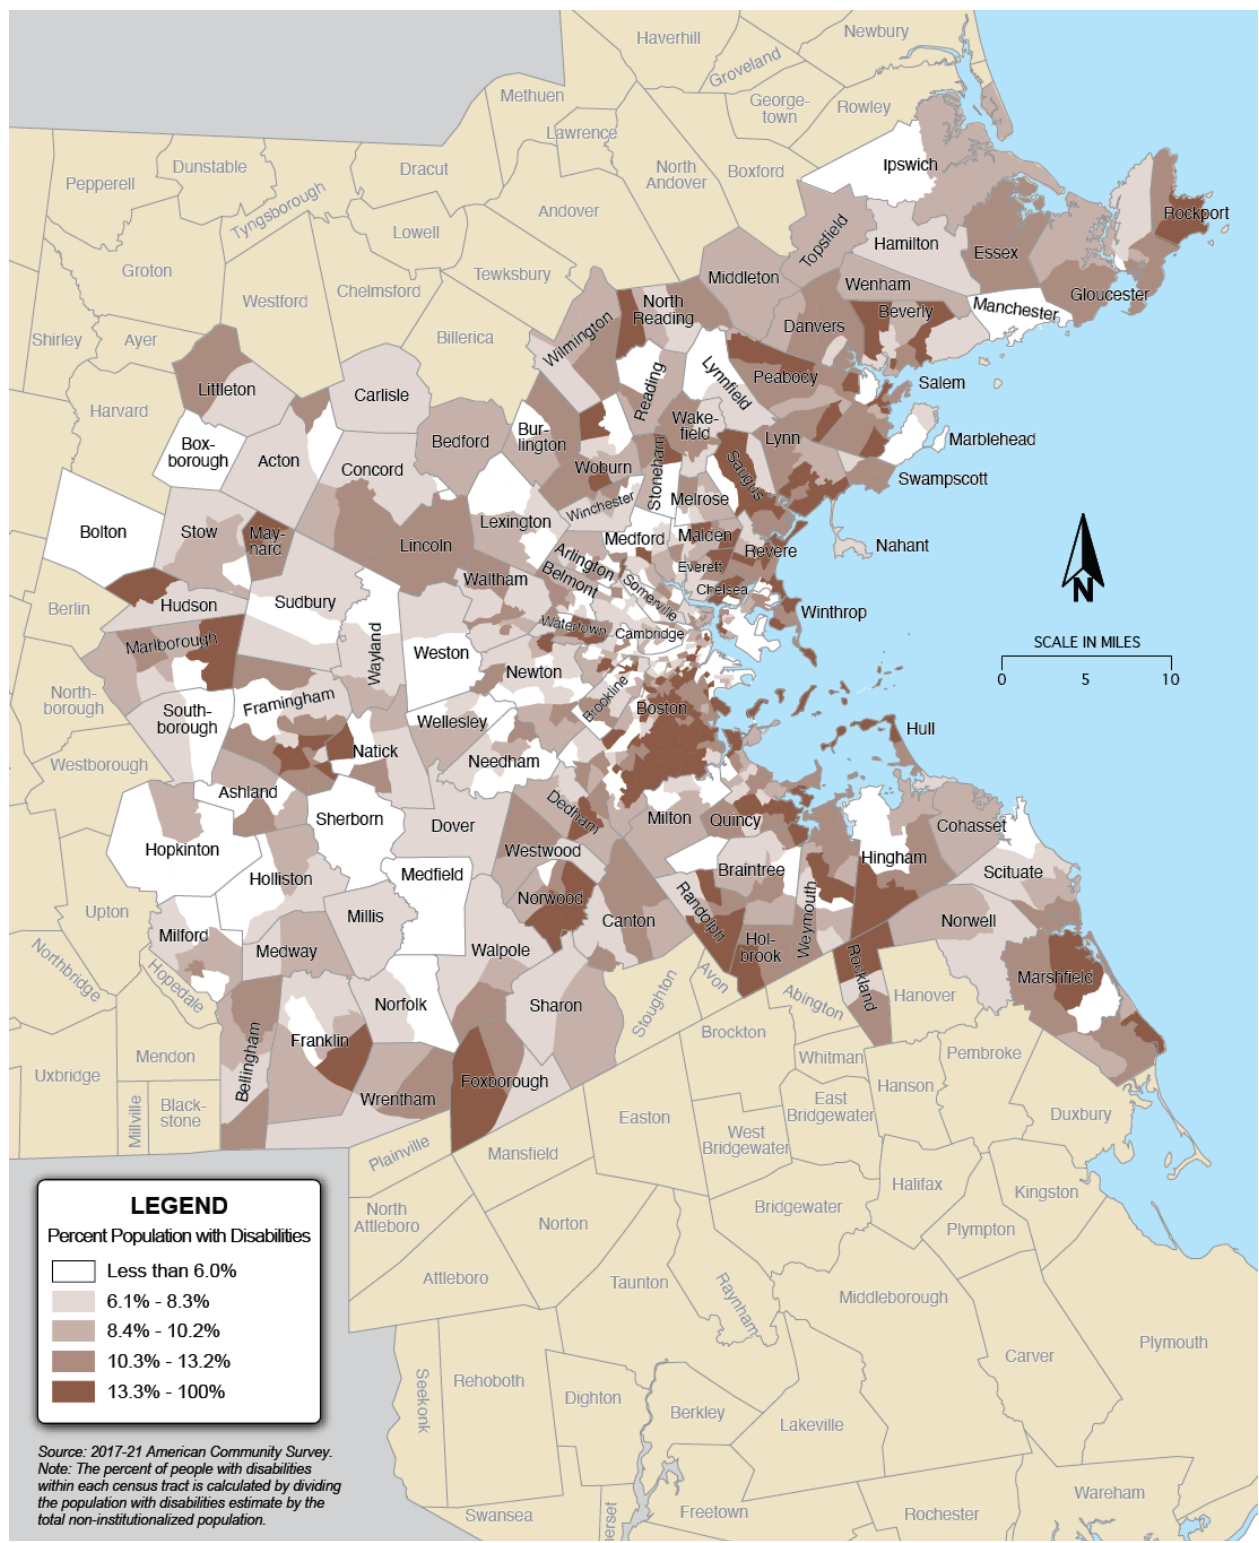 Haverhill
Newbury
Groveland
Methuen
George-
town
Rowley
Lawrence
Dunstable
Dracut
Pepperell
North
Andover
Boxford
Ipswich
Tyngsborough
Andover
Rockport
Lowell
Topsfield
Hamilton
Essex
Groton
Tewksbury
Middleton
Chelmsford
Wenham
Gloucester
Westford
North
Reading
Manchester
Beverly
Danvers
Shirley
Ayer
Billerica
Wilmington
Peabocy
Salem
Littleton
Carlisle
Lynnfield
Reading
Harvard
Wake-
field
Bur-
lington
Lynn
Marblehead
Box-
borough
Bedford
Acton
Concord
Woburn
Stoneham
Saugus
Swampscott
Winchester
Melrose
Bolton
Stow
May-
nard
Lexington
Lincoln
Medford
Malden
Revere
Nahant
Arlington
Everett
Belmont
Waltham
Somerville
Chelsea
N
Berlin
Hudson
Sudbury
Winthrop
Watertown
Cambridge
Marlborough
Wayland
Weston
SCALE IN MILES
0
5
10
Newton
North-
borough
Framingham
Brookline
Boston
South-
borough
Wellesley
Hull
Natick
Westborough
Needham
Ashland
Sherborn
Dedham
Milton
Quincy
Dover
Cohasset
Hopkinton
Westwood
Hingham
Braintree
Medfield
Scituate
Holliston
Norwood
Randolph
Upton
Millis
Canton
Weymouth
Norwell
Milford
Medway
Walpole
Hol-
brook
Northbridge
Hopedale
Avon
Rockland
Marshfield
Stoughton
Norfolk
Sharon
Abington
Hanover
Brockton
Franklin
Bellingham
Mendon
Whitman
Pembroke
Uxbridge
Foxborough
Hanson
Wrentham
East
Bridgewater
Millville
Black-
stone
Easton
Duxbury
West
Bridgewater
Plainville
Mansfield
Halifax
Kingston
North
Attleboro
Norton
Bridgewater
Plympton
Attleboro
Taunton
Raynham
Middleborough
Plymouth
Carver
Seekonk
Rehoboth
Dighton
Berkley
Lakeville
Wareham
Swansea
erset
Freetown
Rochester
LEGEND
Percent Population with Disabilities
Less than 6.0%
6.1% - 8.3%
8.4% - 10.2%
10.3% - 13.2%
13.3% - 100%
Source: 2017-21 American Community Survey.
Note: The percent of people with disabilities
within each census tract is calculated by dividing
the population with disabilities estimate by the
total non-institutionalized population.